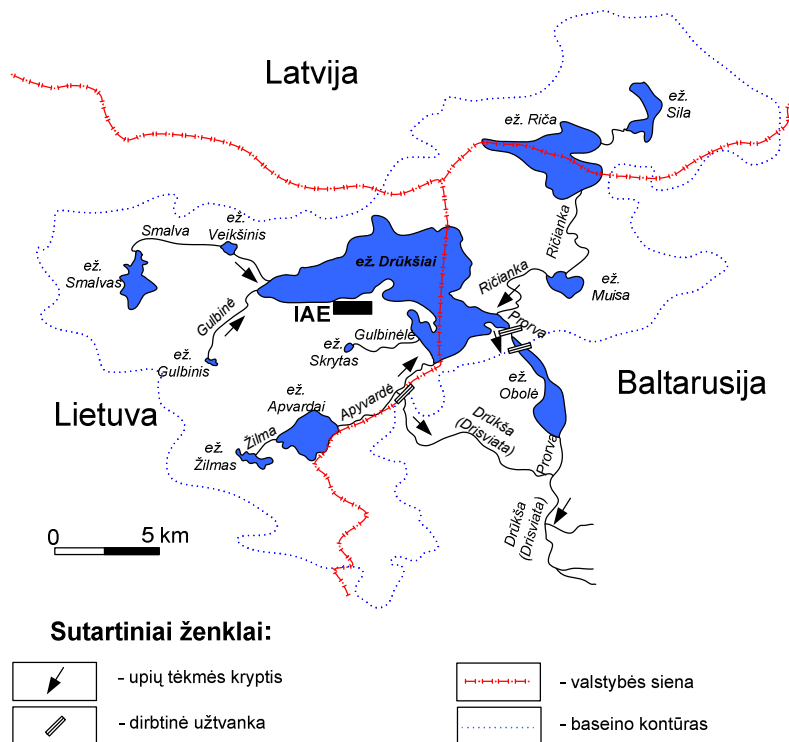 Latvija
ež.
Sila
ež. Riča
Smalva
ež.
Veikšinis
Ričianka
ež.
Smalvas
ež. Drūkšiai
Ričianka
ež.
Muisa
Gulbinė
IAE
Prorva
Gulbinėlė
ež.
Skrytas
ež.
Gulbinis
ež.
Obolė
Baltarusija
Lietuva
ež.
Apvardai
Apyvardė
Drūkša
(Drisviata)
Žilma
ež.
Žilmas
Prorva
Drūkša
(Drisviata)
0 5 km
Sutartiniai ženklai:
- upių tėkmės kryptis
- valstybės siena
- dirbtinė užtvanka
- baseino kontūras